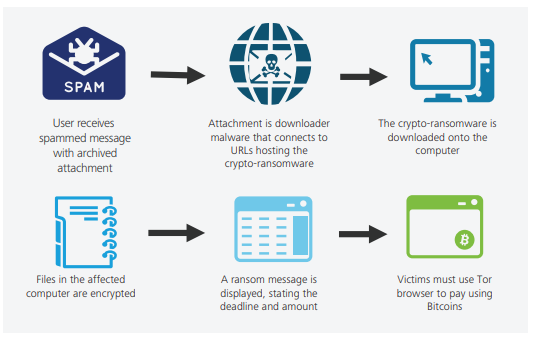 SPAM
User receives
spammed message
with archived
attachment
Attachment is downloader
malware that connects to
URLs hosting the
crypto-ransomware
The crypto-ransomware is
downloaded onto the
computer
Files in the affected
computer are encrypted
A ransom message is
displayed, stating the
deadline and amount
Victims must use Tor
browser to pay using
Bitcoins